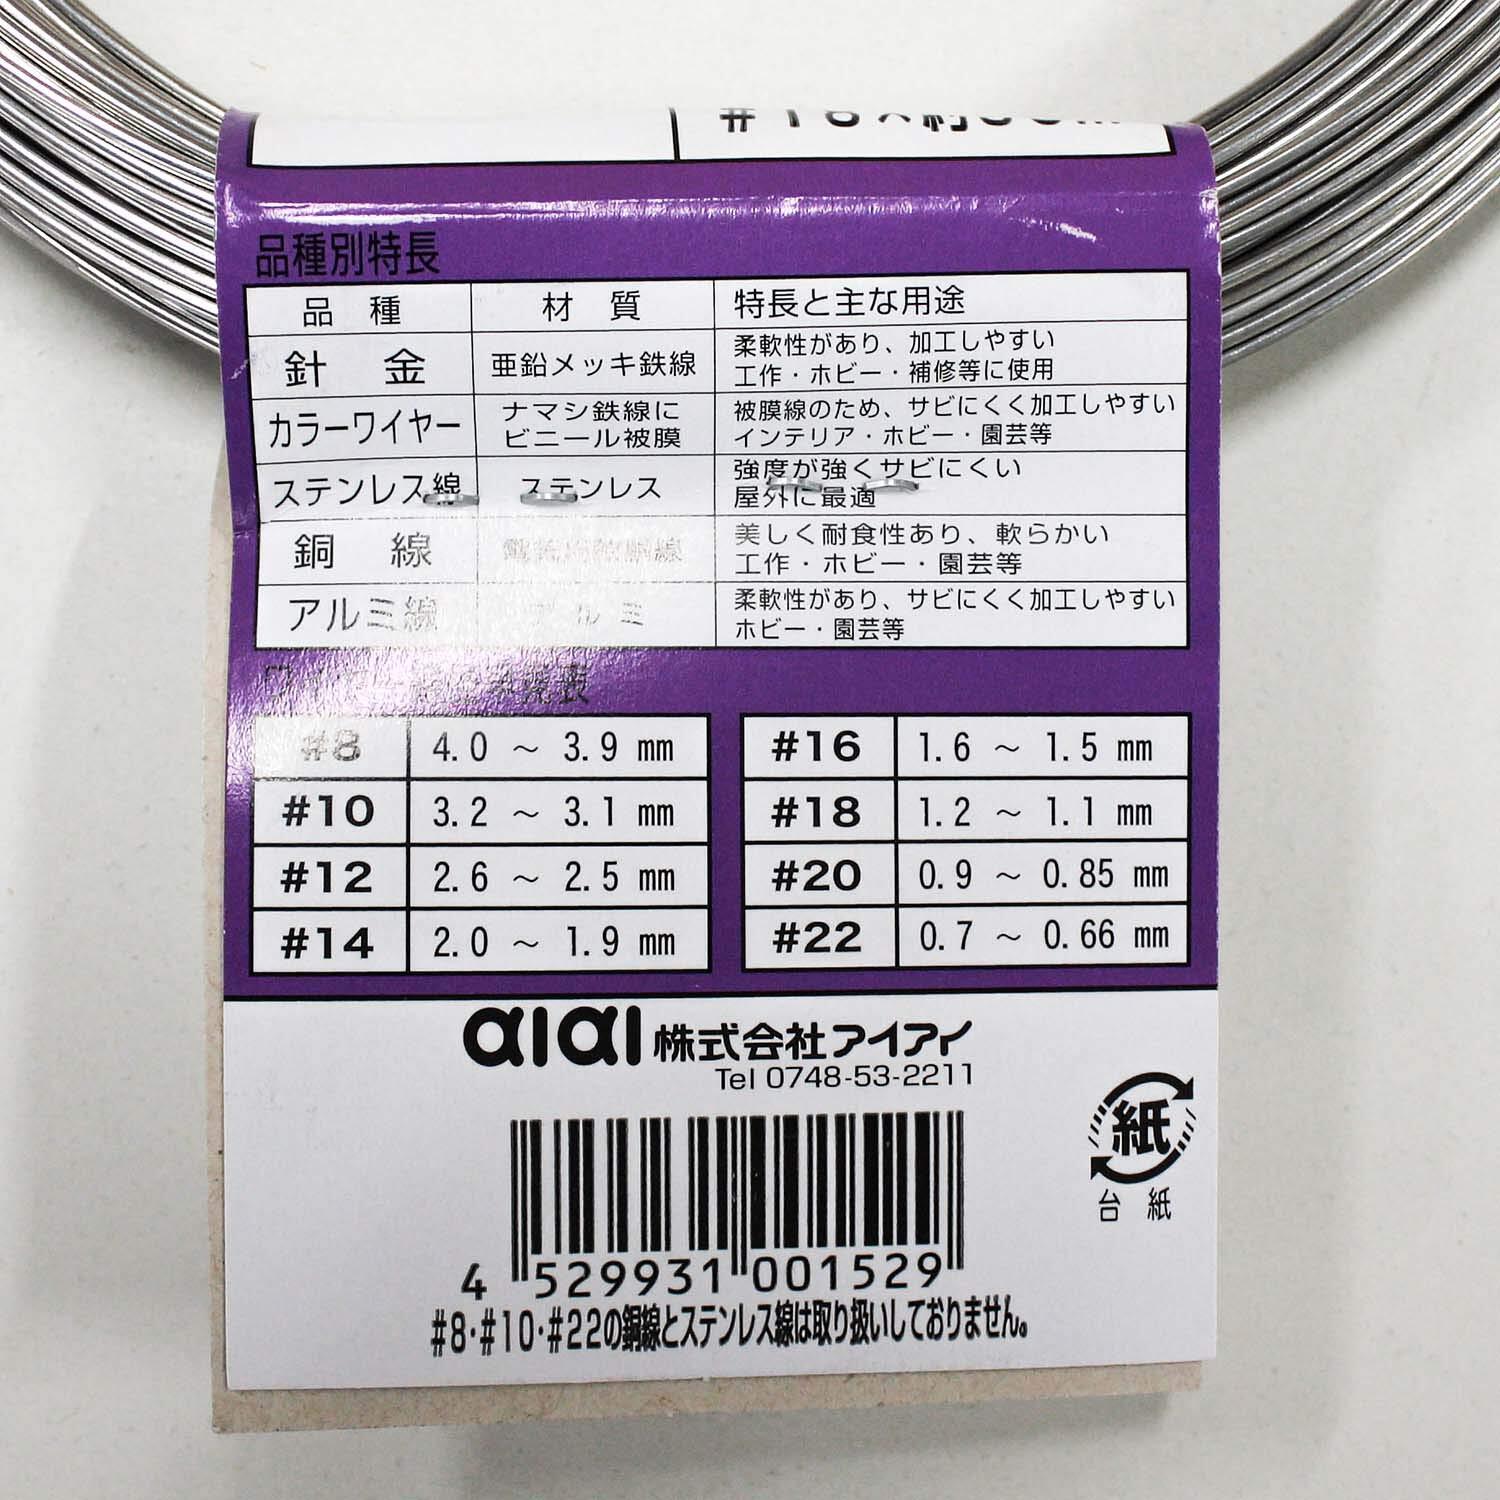 品種別特長
品種 材質 特長と主な用途
針金 亜鉛メッキ鉄線 柔軟性があり、加工しやすい
工作・ホビー・補修等に使用
カラーワイヤー ナマシ鉄線に
ビニール被膜 被膜線のため、サビにくく加工しやすい
インテリア・ホビー・園芸等
ステンレス線 ステンレス 強度が強くサビにくい
屋外に最適
銅線 美しく耐食性あり、軟らかい
工作・ホビー・園芸等
アルミ線 アルミ 柔軟性があり、サビにくく加工しやすい
ホビー・園芸等
#8 4.0 ～ 3.9 mm
#10 3.2 ～ 3.1 mm
#12 2.6 ～ 2.5 mm
#14 2.0 ～ 1.9 mm
#16 1.6 ～ 1.5 mm
#18 1.2 ～ 1.1 mm
#20 0.9 ～ 0.85 mm
#22 0.7 ～ 0.66 mm
aiai 株式会社アイアイ
Tel 0748-53-2211
紙
台紙
4 529931 001529
#8・#10・#22の銅線とステンレス線は取り扱いしておりません。